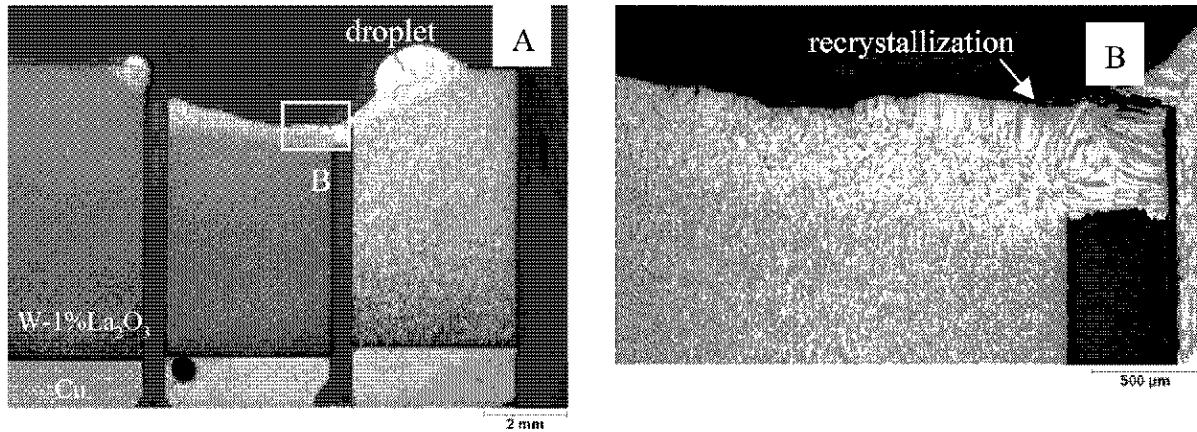 droplet
A
B
W-1%La₂O₃
Cu
2 mm
recrystallization
B
500 µm